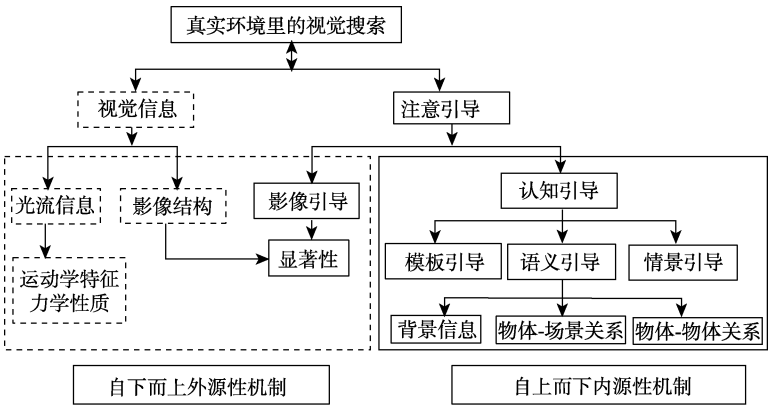 真实环境里的视觉搜索
视觉信息
注意引导
光流信息
影像结构
影像引导
认知引导
显著性
模板引导
语义引导
情景引导
运动学特征
力学性质
背景信息
物体-场景关系
物体-物体关系
自下而上外源性机制
自上而下内源性机制